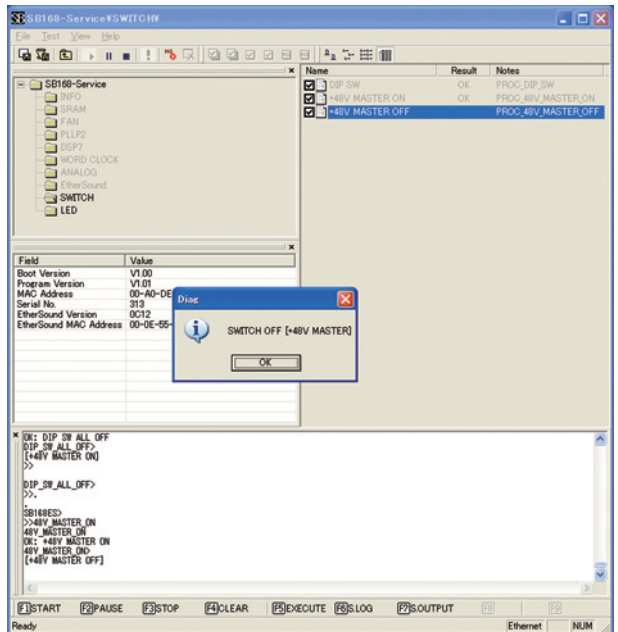 SB168-Service¥SWITCH¥
File Test View Help
Name Result Notes
DIP SW OK PROC_DIP_SW
+48V MASTER ON OK PROC_48V_MASTER_ON
+48V MASTER OFF PROC_48V_MASTER_OFF
SB168-Service
INFO
SRAM
FAN
PLLP2
DSP7
WORD CLOCK
ANALOG
EtherSound
SWITCH
LED
Field Value
Boot Version V1.00
Program Version V1.01
MAC Address 00-A0-DE
Serial No. 313
EtherSound Version 0C12
EtherSound MAC Address 00-0E-55-
Diag
SWITCH OFF [+48V MASTER]
OK
OK: DIP SW ALL OFF
DIP_SW_ALL_OFF>
[+48V MASTER ON]
>>
DIP_SW_ALL_OFF>
>>.
.
SB168ES>
>>48V_MASTER_ON
48V_MASTER_ON
OK: +48V MASTER ON
48V_MASTER_ON>
[+48V MASTER OFF]
F1 START F2 PAUSE F3 STOP F4 CLEAR F5 EXECUTE F6 S.LOG F7 S.OUTPUT F8 F9
Ready Ethernet NUM